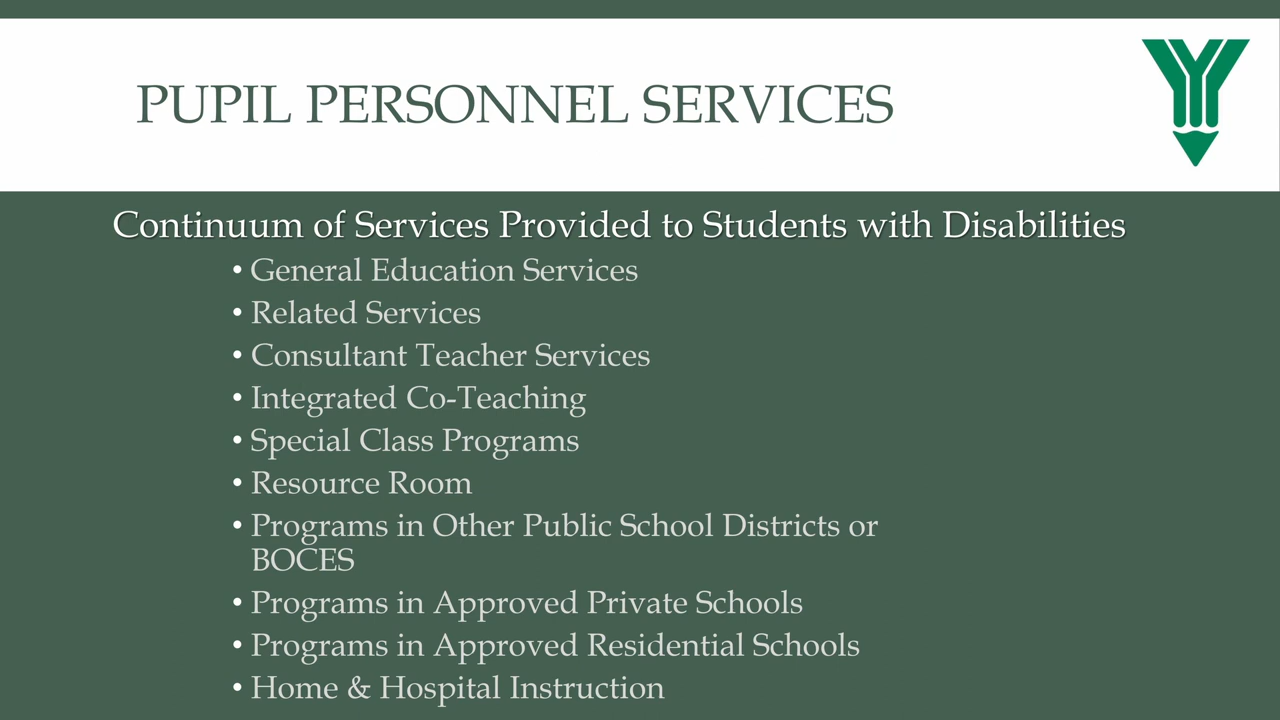 PUPIL PERSONNEL SERVICES
Continuum of Services Provided to Students with Disabilities
• General Education Services
• Related Services
• Consultant Teacher Services
• Integrated Co-Teaching
• Special Class Programs
• Resource Room
• Programs in Other Public School Districts or
BOCES
• Programs in Approved Private Schools
• Programs in Approved Residential Schools
• Home & Hospital Instruction